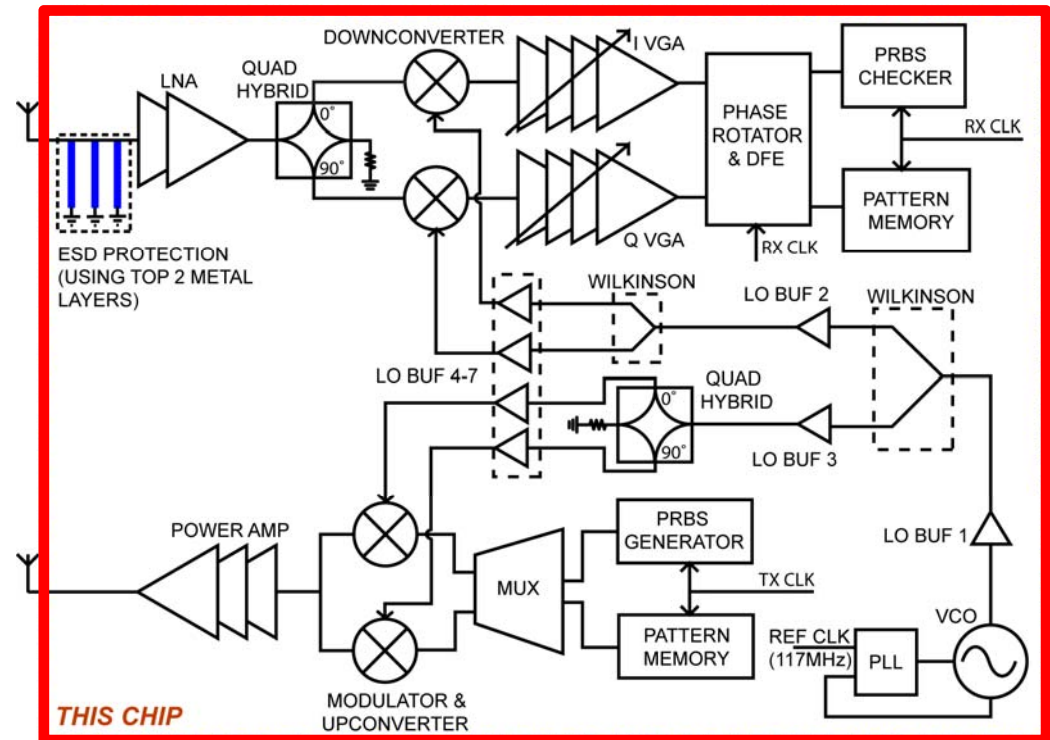 DOWNCONVERTER
I VGA
LNA
QUAD
HYBRID
0°
90°
PHASE
ROTATOR
& DFE
PRBS
CHECKER
RX CLK
PATTERN
MEMORY
Q VGA
RX CLK
ESD PROTECTION
(USING TOP 2 METAL
LAYERS)
WILKINSON
LO BUF 2
WILKINSON
LO BUF 4-7
QUAD
HYBRID
0°
90°
LO BUF 3
POWER AMP
PRBS
GENERATOR
LO BUF 1
MUX
TX CLK
VCO
PATTERN
MEMORY
REF CLK
(117MHz)
PLL
MODULATOR &
UPCONVERTER
THIS CHIP